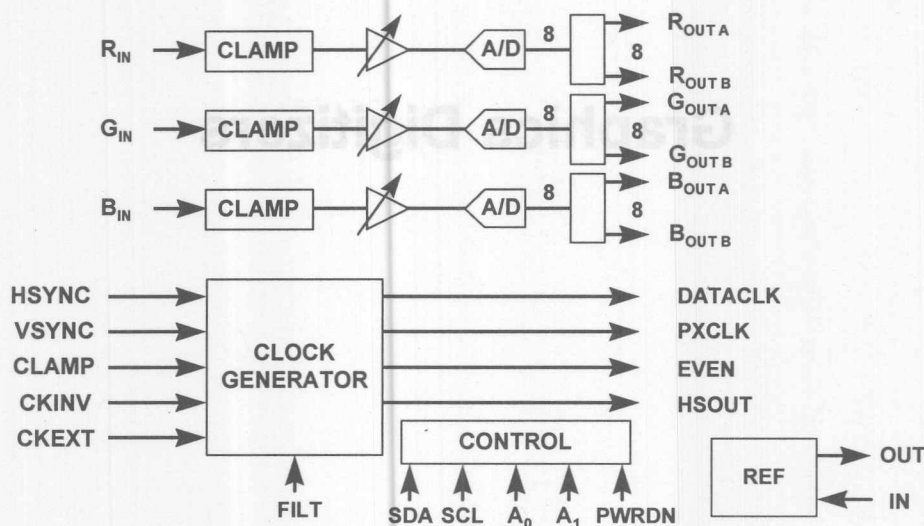 R_IN CLAMP A/D 8 8 R_OUT A
R_OUT B
G_IN CLAMP A/D 8 8 G_OUT A
G_OUT B
B_IN CLAMP A/D 8 8 B_OUT A
B_OUT B
Graphics Digitizers
HSYNC DATACLK
VSYNC PXCLK
CLAMP CLOCK GENERATOR EVEN
CKINV HSOUT
CKEXT
CONTROL
REF OUT
IN
FILT SDA SCL A₀ A₁ PWRDN